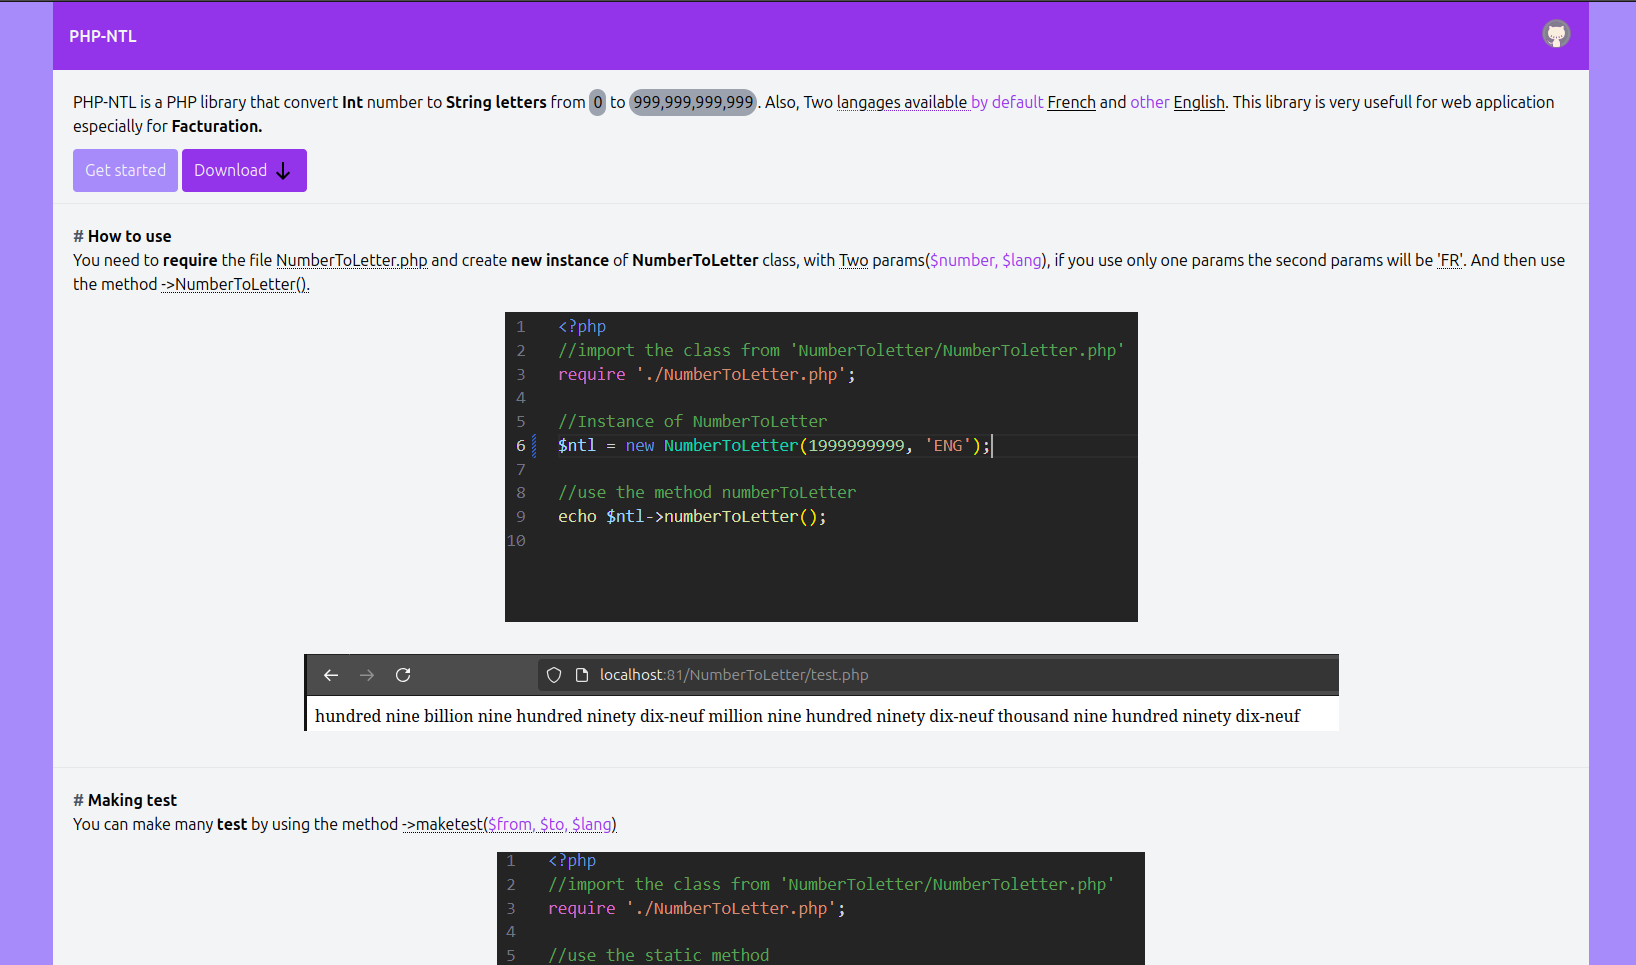 PHP-NTL
PHP-NTL is a PHP library that convert Int number to String letters from 0 to 999,999,999,999. Also, Two langages available by default French and other English. This library is very usefull for web application
especially for Facturation.
Get started Download
# How to use
You need to require the file NumberToLetter.php and create new instance of NumberToLetter class, with Two params($number, $lang), if you use only one params the second params will be 'FR'. And then use
the method ->NumberToLetter().
1 <?php
2 //import the class from 'NumberToletter/NumberToletter.php'
3 require './NumberToLetter.php';
4
5 //Instance of NumberToLetter
6 $ntl = new NumberToLetter(1999999999, 'ENG');
7
8 //use the method numberToLetter
9 echo $ntl->numberToLetter();
10
localhost:81/NumberToLetter/test.php
hundred nine billion nine hundred ninety dix-neuf million nine hundred ninety dix-neuf thousand nine hundred ninety dix-neuf
# Making test
You can make many test by using the method ->maketest($from, $to, $lang)
1 <?php
2 //import the class from 'NumberToletter/NumberToletter.php'
3 require './NumberToLetter.php';
4
5 //use the static method